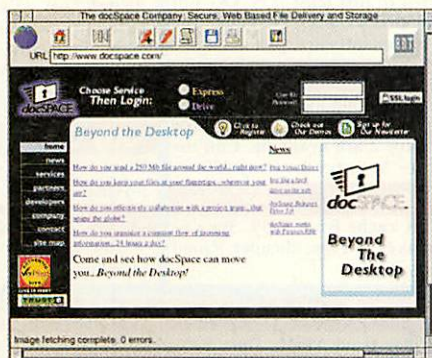 The docSpace Company: Secure, Web Based File Delivery and Storage
URL http://www.docspace.com/
docSPACE
Choose Service
Then Login:
Express
Drive
User ID:
Password:
SSL login
Beyond the Desktop
Click to
Register
Check out
Our Demos
Sign up for
Our Newsletter
home
news
services
partners
developers
company
contact
site map
How do you send a 250 Mb file around the world...right now?
How do you keep your files at your fingertips...wherever your
are?
How do you effectively collaborate with a project team...that
spans the globe?
How do you organize a constant flow of incoming
information...24 hours a day?
Come and see how docSpace can move
you...Beyond the Desktop!
News
docSPACE
Beyond
The
Desktop!
TRUSTe
Image fetching complete. 0 errors.